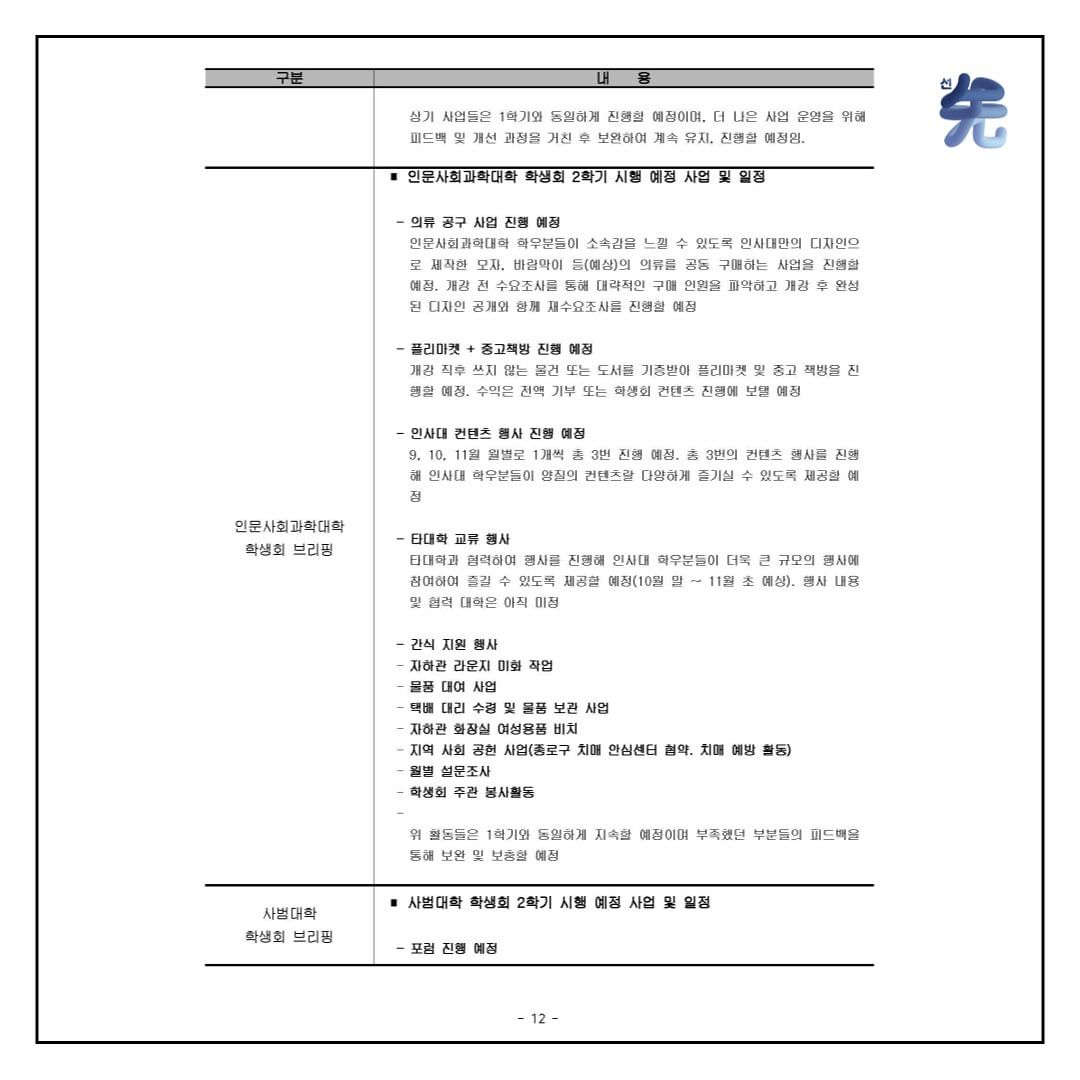 구분 내 용
선
先
상기 사업들은 1학기와 동일하게 진행할 예정이며, 더 나은 사업 운영을 위해
피드백 및 개선 과정을 거친 후 보완하여 계속 유지, 진행할 예정임.
인문사회과학대학
학생회 브리핑
■ 인문사회과학대학 학생회 2학기 시행 예정 사업 및 일정
- 의류 공구 사업 진행 예정
인문사회과학대학 학우분들이 소속감을 느낄 수 있도록 인사대만의 디자인으
로 제작한 모자, 바람막이 등(예상)의 의류를 공동 구매하는 사업을 진행할
예정. 개강 전 수요조사를 통해 대략적인 구매 인원을 파악하고 개강 후 완성
된 디자인 공개와 함께 재수요조사를 진행할 예정
- 플리마켓 + 중고책방 진행 예정
개강 직후 쓰지 않는 물건 또는 도서를 기증받아 플리마켓 및 중고 책방을 진
행할 예정. 수익은 전액 기부 또는 학생회 컨텐츠 진행에 보탤 예정
- 인사대 컨텐츠 행사 진행 예정
9, 10, 11월 월별로 1개씩 총 3번 진행 예정. 총 3번의 컨텐츠 행사를 진행
해 인사대 학우분들이 양질의 컨텐츠랄 다양하게 즐기실 수 있도록 제공할 예
정
- 타대학 교류 행사
타대학과 협력하여 행사를 진행해 인사대 학우분들이 더욱 큰 규모의 행사에
참여하여 즐길 수 있도록 제공할 예정(10월 말 ~ 11월 초 예상). 행사 내용
및 협력 대학은 아직 미정
- 간식 지원 행사
- 자하관 라운지 미화 작업
- 물품 대여 사업
- 택배 대리 수령 및 물품 보관 사업
- 자하관 화장실 여성용품 비치
- 지역 사회 공헌 사업(종로구 치매 안심센터 협약. 치매 예방 활동)
- 월별 설문조사
- 학생회 주관 봉사활동
-
위 활동들은 1학기와 동일하게 지속할 예정이며 부족했던 부분들의 피드백을
통해 보완 및 보충할 예정
사범대학
학생회 브리핑
■ 사범대학 학생회 2학기 시행 예정 사업 및 일정
- 포럼 진행 예정
- 12 -